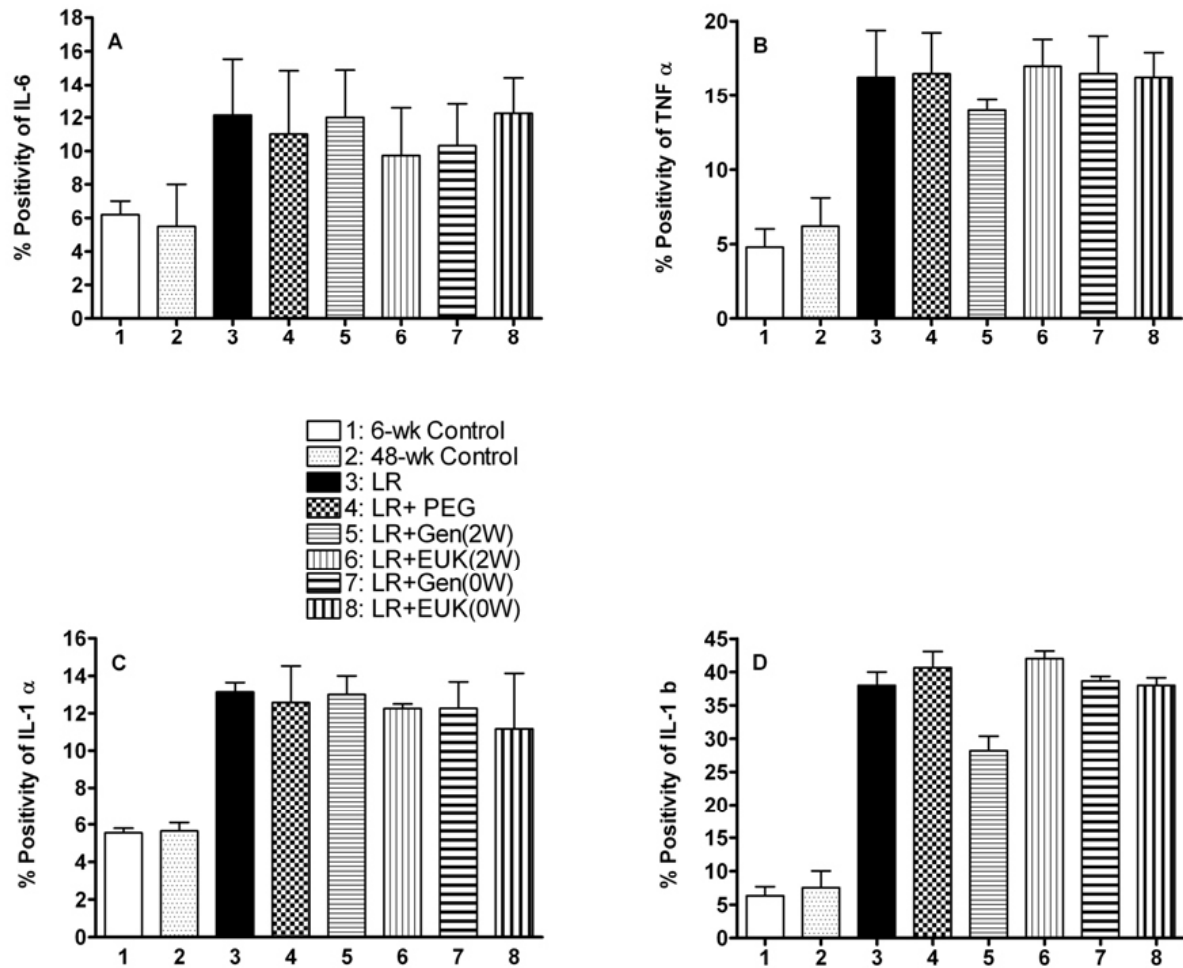 A
% Positivity of IL-6
18
16
14
12
10
8
6
4
2
0
1 2 3 4 5 6 7 8
B
% Positivity of TNF α
20
15
10
5
0
1 2 3 4 5 6 7 8
1: 6-wk Control
2: 48-wk Control
3: LR
4: LR+ PEG
5: LR+Gen(2W)
6: LR+EUK(2W)
7: LR+Gen(0W)
8: LR+EUK(0W)
C
% Positivity of IL-1 α
16
14
12
10
8
6
4
2
0
1 2 3 4 5 6 7 8
D
% Positivity of IL-1 b
45
40
35
30
25
20
15
10
5
0
1 2 3 4 5 6 7 8